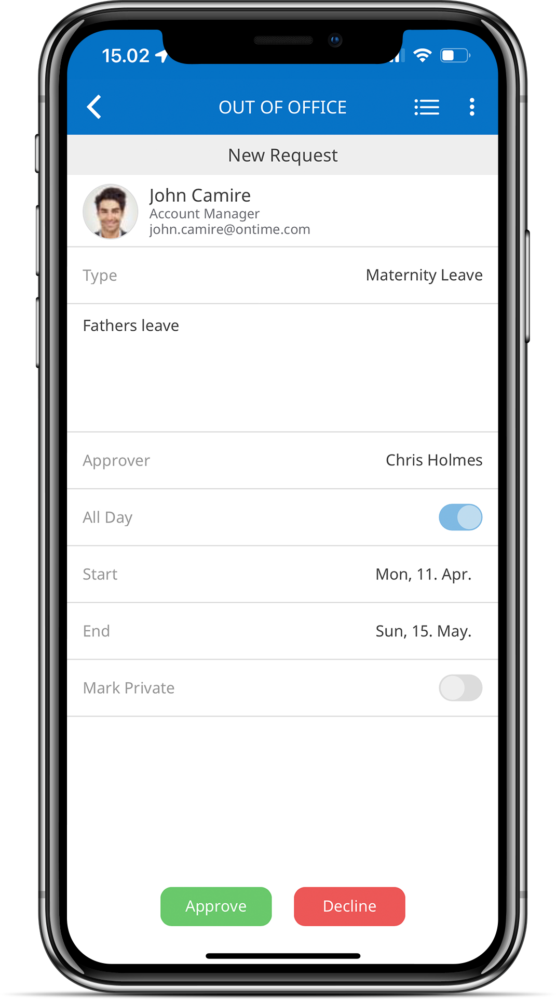 15.02
OUT OF OFFICE
New Request
John Camire
Account Manager
john.camire@ontime.com
Type Maternity Leave
Fathers leave
Approver Chris Holmes
All Day
Start Mon, 11. Apr.
End Sun, 15. May.
Mark Private
Approve Decline